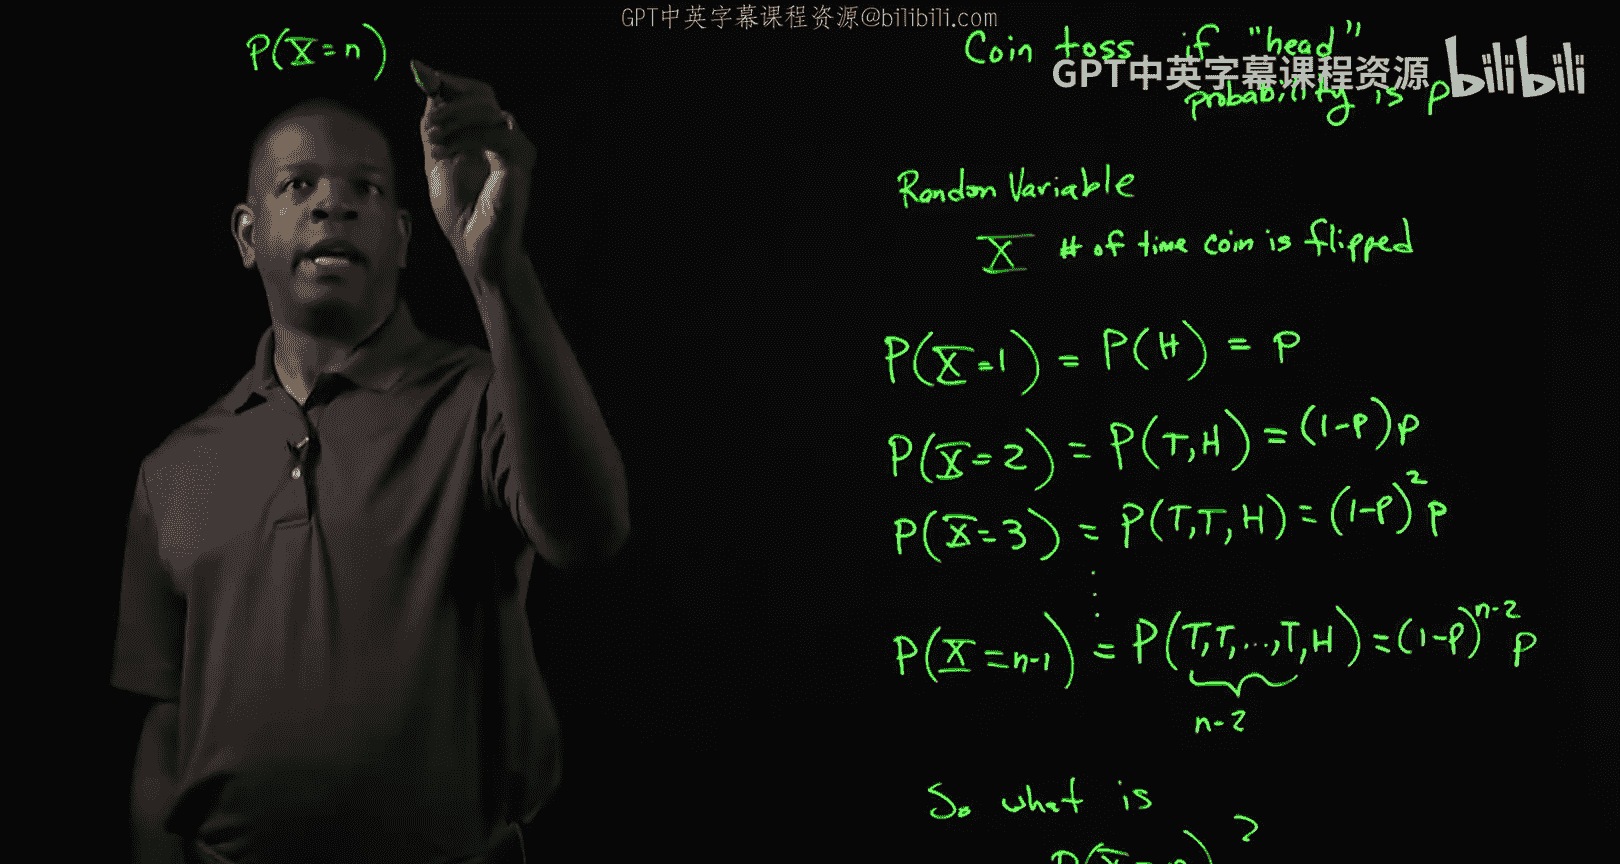 GPT中英字幕课程资源@bilibili.com
GPT中英字幕课程资源 bilibili
P(X=n)
Coin toss if "head"
probability is p
Random Variable
X # of time coin is flipped
P(X=1) = P(H) = p
P(X=2) = P(T,H) = (1-p)p
P(X=3) = P(T,T,H) = (1-p)²p
⋮
P(X=n-1) = P(T,T,...,T,H) = (1-p)ⁿ⁻²p
n-2
So what is
P(X=n) ?